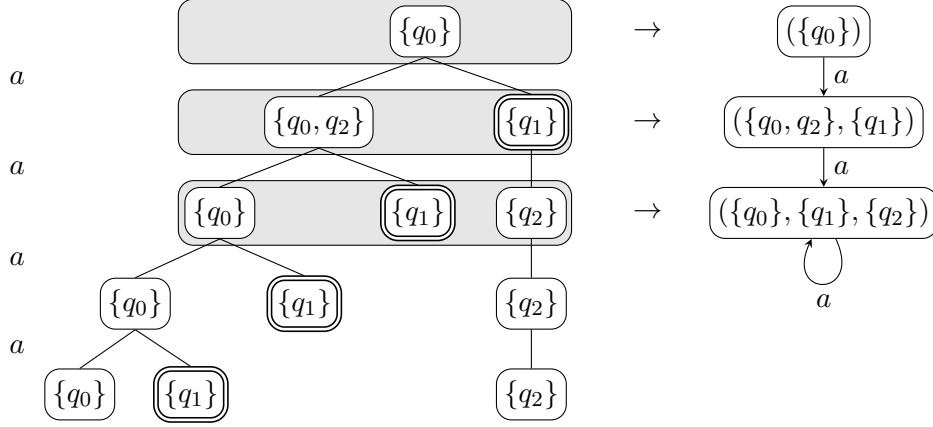 {q₀} → ({q₀})
a a
{q₀, q₂} {q₁} → ({q₀, q₂}, {q₁})
a a
{q₀} {q₁} {q₂} → ({q₀}, {q₁}, {q₂})
a
{q₀} {q₁} {q₂} a
a
{q₀} {q₁} {q₂}